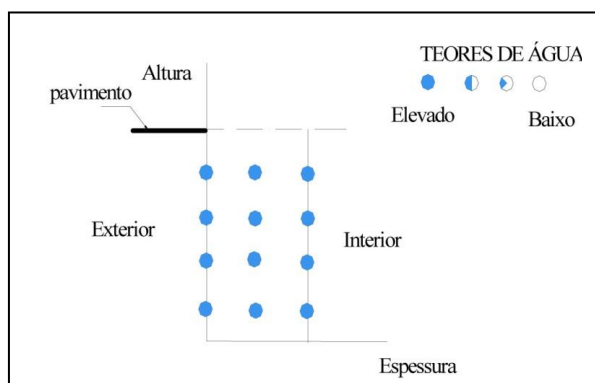 TEORES DE ÁGUA
Altura
pavimento
Elevado
Baixo
Exterior
Interior
Espessura